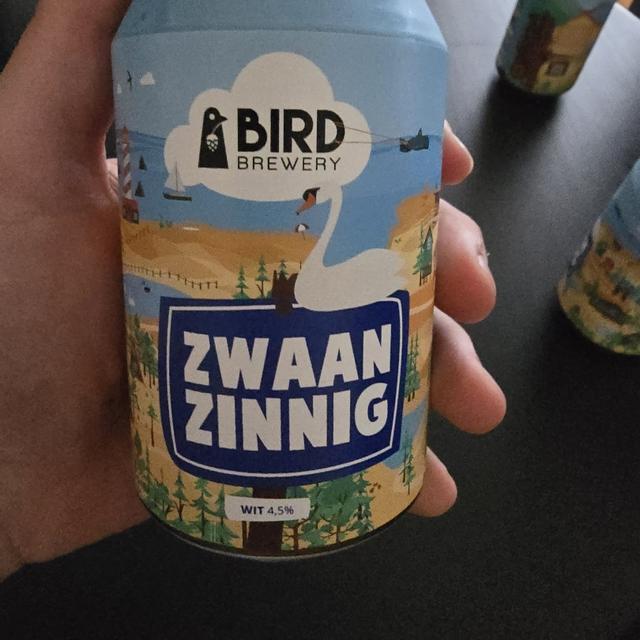 BIRD
BREWERY
ZWAAN
ZINNIG
WIT 4,5%